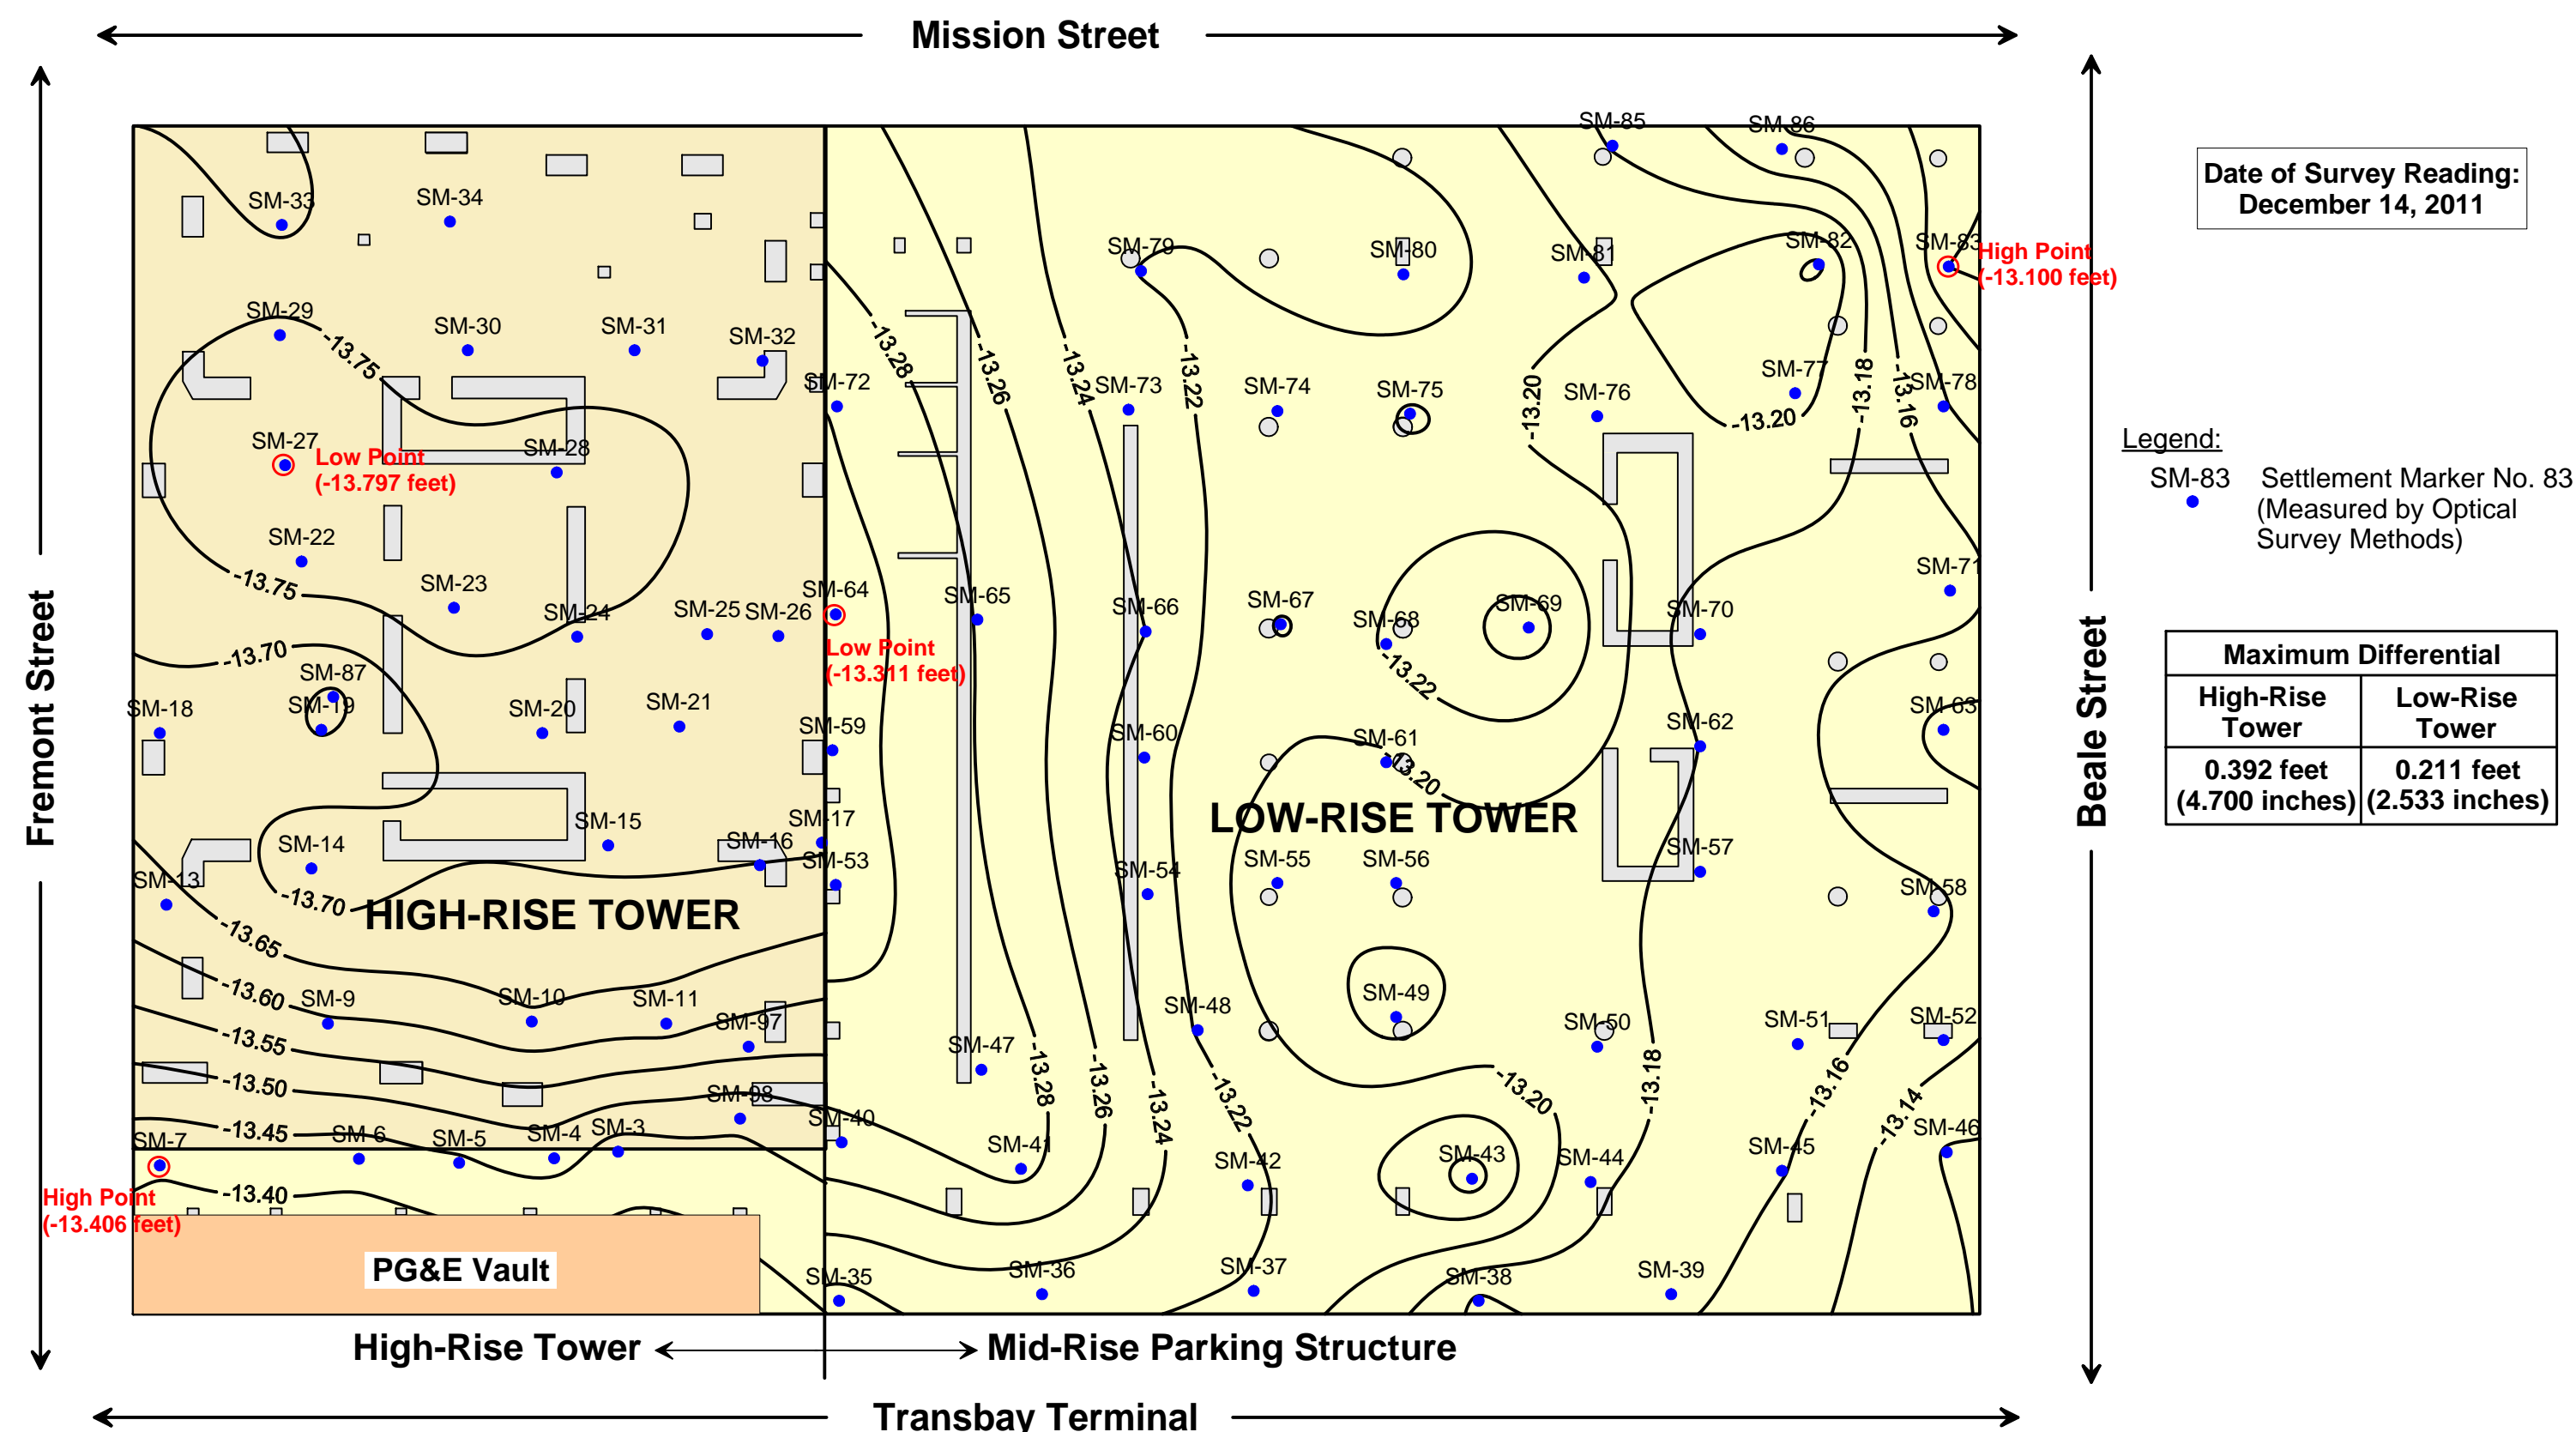 Mission Street
SM-85
SM-86
Date of Survey Reading:
December 14, 2011
SM-33
SM-34
SM-79
SM-80
SM-81
SM-82
SM-83
High Point
(-13.100 feet)
SM-29
SM-30
SM-31
SM-32
-13.75
-13.28
-13.26
-13.24
-13.22
-13.20
-13.18
-13.16
SM-72
SM-73
SM-74
SM-75
SM-76
SM-77
SM-78
-13.20
SM-27
Low Point
(-13.797 feet)
SM-28
Legend:
SM-83
Settlement Marker No. 83
(Measured by Optical
Survey Methods)
SM-22
-13.75
SM-23
SM-24
SM-25
SM-26
SM-64
Low Point
(-13.311 feet)
SM-65
SM-66
SM-67
SM-68
SM-69
SM-70
SM-71
-13.22
Fremont Street
Beale Street
Maximum Differential
High-Rise
Tower
Low-Rise
Tower
0.392 feet
(4.700 inches)
0.211 feet
(2.533 inches)
-13.70
SM-87
SM-19
SM-18
SM-20
SM-21
SM-59
SM-60
SM-61
SM-62
SM-63
-13.20
LOW-RISE TOWER
SM-14
SM-15
SM-16
SM-17
SM-53
SM-54
SM-55
SM-56
SM-57
SM-58
SM-13
-13.70
HIGH-RISE TOWER
-13.65
-13.60
SM-9
SM-10
SM-11
SM-97
SM-47
SM-48
SM-49
SM-50
SM-51
SM-52
-13.55
-13.50
-13.28
-13.26
-13.24
-13.22
-13.20
-13.18
-13.16
-13.14
-13.45
SM-7
SM-6
SM-5
SM-4
SM-3
SM-98
SM-40
SM-41
SM-42
SM-43
SM-44
SM-45
SM-46
High Point
(-13.406 feet)
-13.40
PG&E Vault
SM-35
SM-36
SM-37
SM-38
SM-39
High-Rise Tower
Mid-Rise Parking Structure
Transbay Terminal